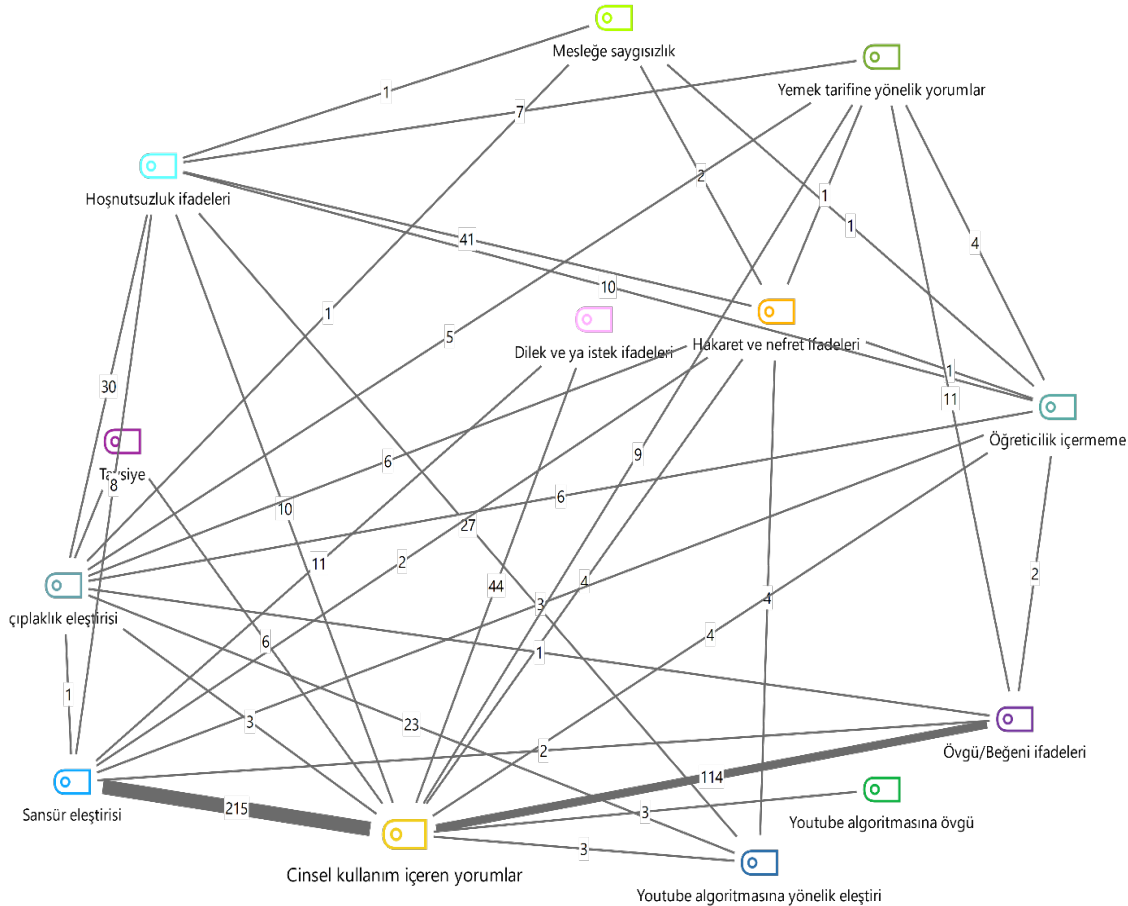 Mesleğe saygısızlık
Yemek tarifine yönelik yorumlar
1
7
Hoşnutsuzluk ifadeleri
2
1
1
41
4
10
1
5
Dilek ve ya istek ifadeleri
Hakaret ve nefret ifadeleri
1
11
30
Öğreticilik içermeme
9
6
Tavsiye
8
6
10
27
11
2
44
4
2
4
3
çıplaklık eleştirisi
6
4
1
1
3
23
2
Övgü/Beğeni ifadeleri
114
Sansür eleştirisi
215
3
Youtube algoritmasına övgü
3
Cinsel kullanım içeren yorumlar
Youtube algoritmasına yönelik eleştiri